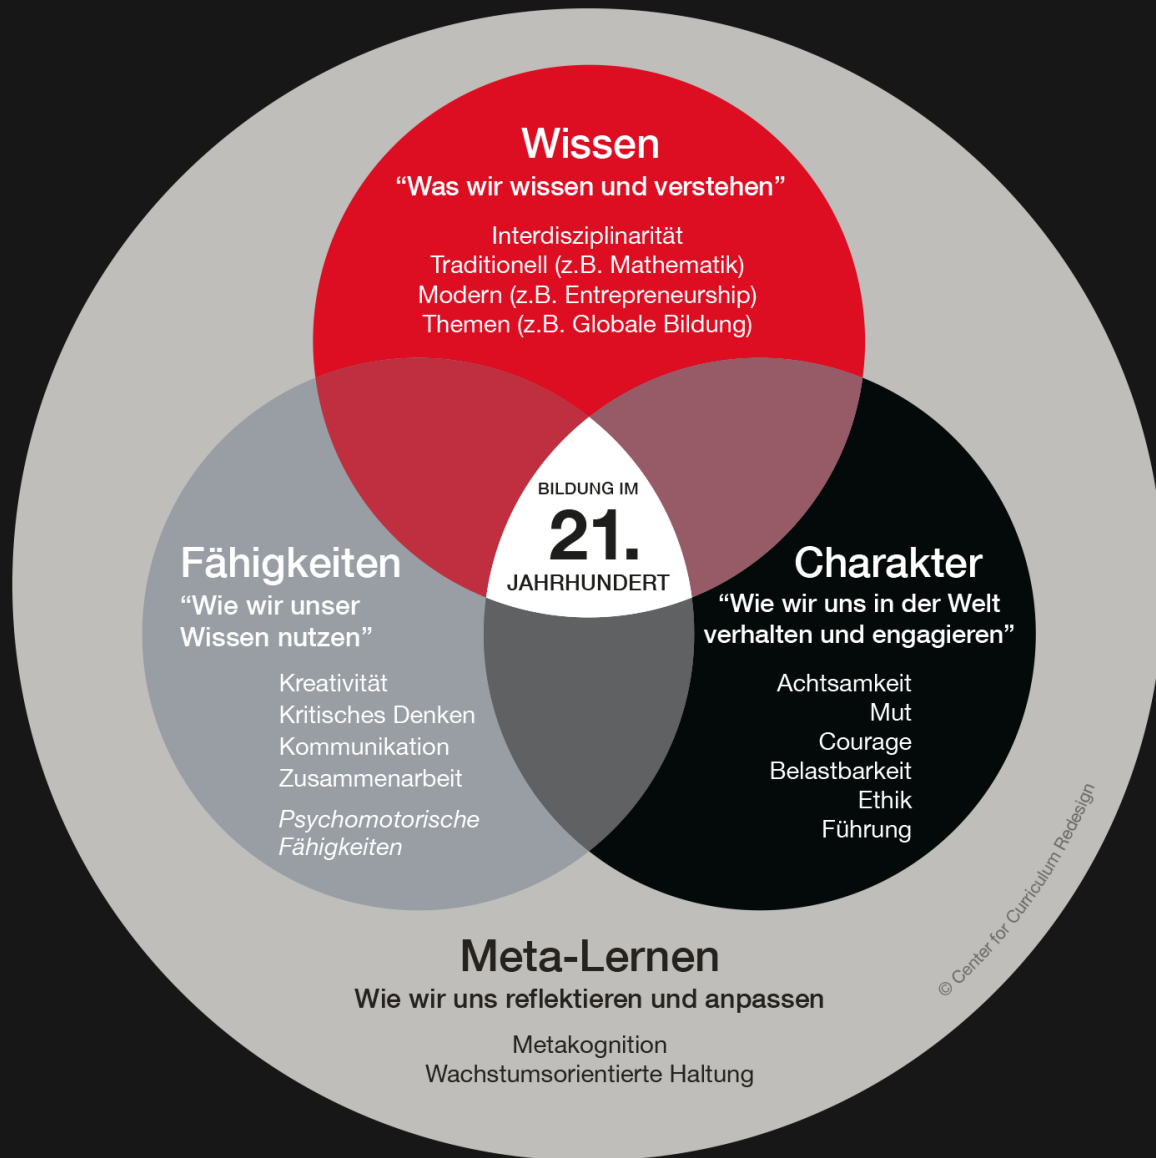 Wissen
“Was wir wissen und verstehen”
Interdisziplinarität
Traditionell (z.B. Mathematik)
Modern (z.B. Entrepreneurship)
Themen (z.B. Globale Bildung)
BILDUNG IM
21.
JAHRHUNDERT
Fähigkeiten
“Wie wir unser
Wissen nutzen”
Kreativität
Kritisches Denken
Kommunikation
Zusammenarbeit
Psychomotorische
Fähigkeiten
Charakter
“Wie wir uns in der Welt
verhalten und engagieren”
Achtsamkeit
Mut
Courage
Belastbarkeit
Ethik
Führung
Meta-Lernen
Wie wir uns reflektieren und anpassen
Metakognition
Wachstumsorientierte Haltung
© Center for Curriculum Redesign